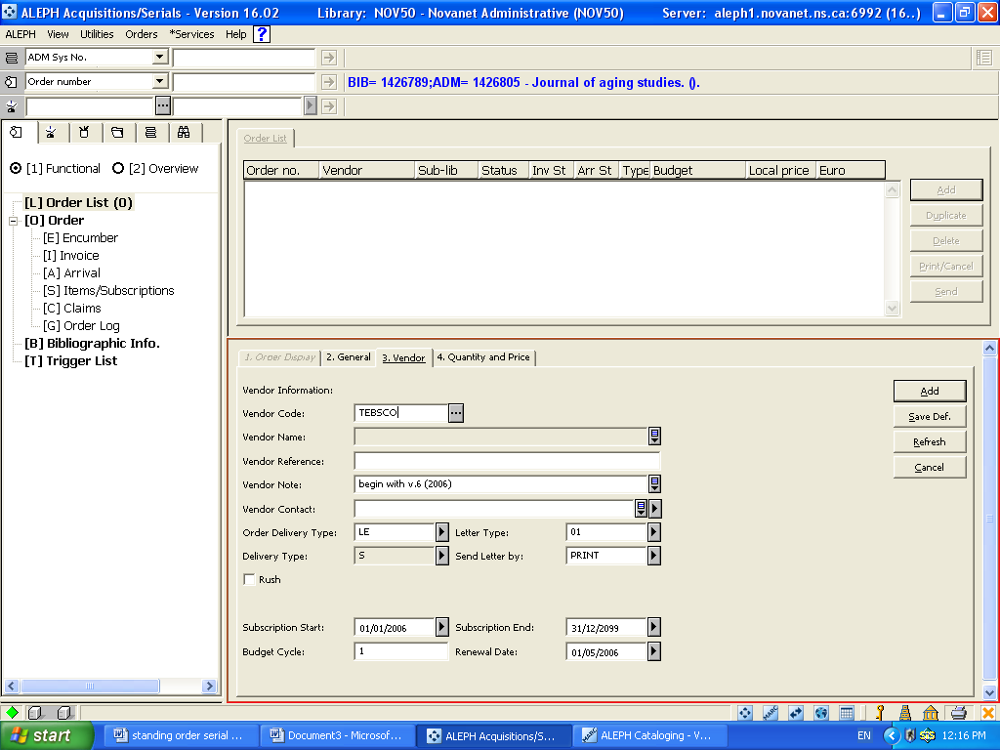 ALEPH Acquisitions/Serials - Version 16.02 Library: NOV50 - Novanet Administrative (NOV50) Server: aleph1.novanet.ns.ca:6992 (16..)
ALEPH View Utilities Orders *Services Help ?
ADM Sys No.
Order number BIB= 1426789;ADM= 1426805 - Journal of aging studies. ().
[1] Functional [2] Overview
[L] Order List (0)
[O] Order
[E] Encumber
[I] Invoice
[A] Arrival
[S] Items/Subscriptions
[C] Claims
[G] Order Log
[B] Bibliographic Info.
[T] Trigger List
Order List
Order no. Vendor Sub-lib Status Inv St Arr St Type Budget Local price Euro
Add
Duplicate
Delete
Print/Cancel
Send
1. Order Display 2. General 3. Vendor 4. Quantity and Price
Vendor Information:
Vendor Code: TEBSCO
Vendor Name:
Vendor Reference:
Vendor Note: begin with v.6 (2006)
Vendor Contact:
Order Delivery Type: LE Letter Type: 01
Delivery Type: S Send Letter by: PRINT
Rush
Subscription Start: 01/01/2006 Subscription End: 31/12/2099
Budget Cycle: 1 Renewal Date: 01/05/2006
Add
Save Def.
Refresh
Cancel
start standing order serial ... Document3 - Microsof... ALEPH Acquisitions/S... ALEPH Cataloging - V... EN 12:16 PM